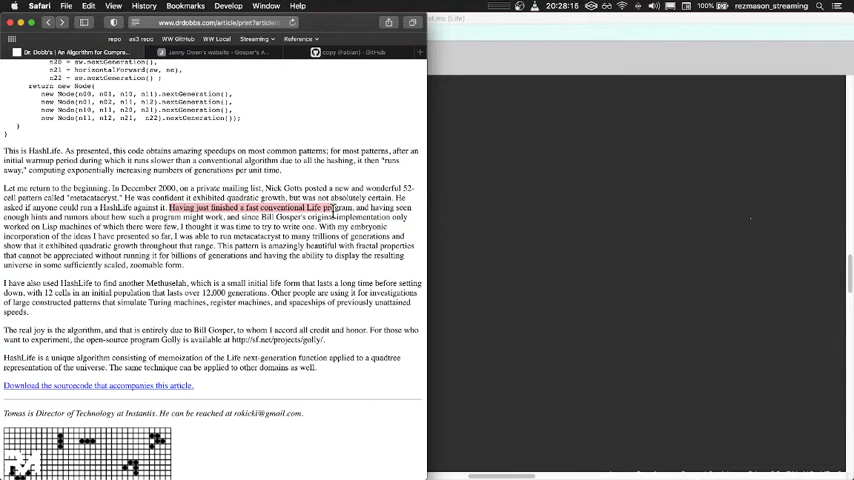 Safari File Edit View History Bookmarks Develop Window Help 100% 20:28:15 rezmason_streaming
www.drdobbs.com/article/print?articleI
st.mc [Life]
repo as3 repo WW GitHub WW Local Streaming Reference
Dr. Dobb's | An Algorithm for Compre... Jenny Owen's website – Gosper's A... copy (Fabian) · GitHub
n20 = sw.nextGeneration(),
n21 = horizontalForward(sw, se),
n22 = se.nextGeneration() ;
return new Node(
new Node(n00, n01, n10, n11).nextGeneration(),
new Node(n01, n02, n11, n12).nextGeneration(),
new Node(n10, n11, n20, n21).nextGeneration(),
new Node(n11, n12, n21, n22).nextGeneration());
}
}
This is HashLife. As presented, this code obtains amazing speedups on most common patterns; for most patterns, after an
initial warmup period during which it runs slower than a conventional algorithm due to all the hashing, it then "runs
away," computing exponentially increasing numbers of generations per unit time.
Let me return to the beginning. In December 2000, on a private mailing list, Nick Gotts posted a new and wonderful 52-
cell pattern called "metacatacryst." He was confident it exhibited quadratic growth, but was not absolutely certain. He
asked if anyone could run a HashLife against it. Having just finished a fast conventional Life program, and having seen
enough hints and rumors about how such a program might work, and since Bill Gosper's original implementation only
worked on Lisp machines of which there were few, I thought it was time to try to write one. With my embryonic
incorporation of the ideas I have presented so far, I was able to run metacatacryst to many trillions of generations and
show that it exhibited quadratic growth throughout that range. This pattern is amazingly beautiful with fractal properties
that cannot be appreciated without running it for billions of generations and having the ability to display the resulting
universe in some sufficiently scaled, zoomable form.
I have also used HashLife to find another Methuselah, which is a small initial life form that lasts a long time before setting
down, with 12 cells in an initial population that lasts over 12,000 generations. Other people are using it for investigations
of large constructed patterns that simulate Turing machines, register machines, and spaceships of previously unattained
speeds.
The real joy is the algorithm, and that is entirely due to Bill Gosper, to whom I accord all credit and honor. For those who
want to experiment, the open-source program Golly is available at http://sf.net/projects/golly/.
HashLife is a unique algorithm consisting of memoization of the Life next-generation function applied to a quadtree
representation of the universe. The same technique can be applied to other domains as well.
Download the sourcecode that accompanies this article.
Tomas is Director of Technology at Instantis. He can be reached at rokicki@gmail.com.